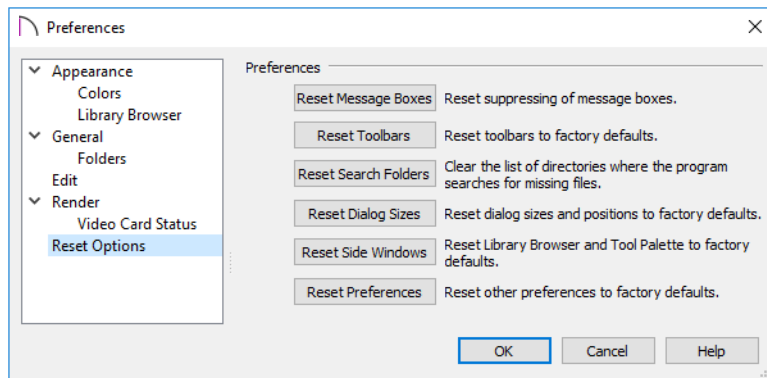 Preferences
Appearance
Colors
Library Browser
General
Folders
Edit
Render
Video Card Status
Reset Options
Preferences
Reset Message Boxes Reset suppressing of message boxes.
Reset Toolbars Reset toolbars to factory defaults.
Reset Search Folders Clear the list of directories where the program
searches for missing files.
Reset Dialog Sizes Reset dialog sizes and positions to factory defaults.
Reset Side Windows Reset Library Browser and Tool Palette to factory
defaults.
Reset Preferences Reset other preferences to factory defaults.
OK Cancel Help